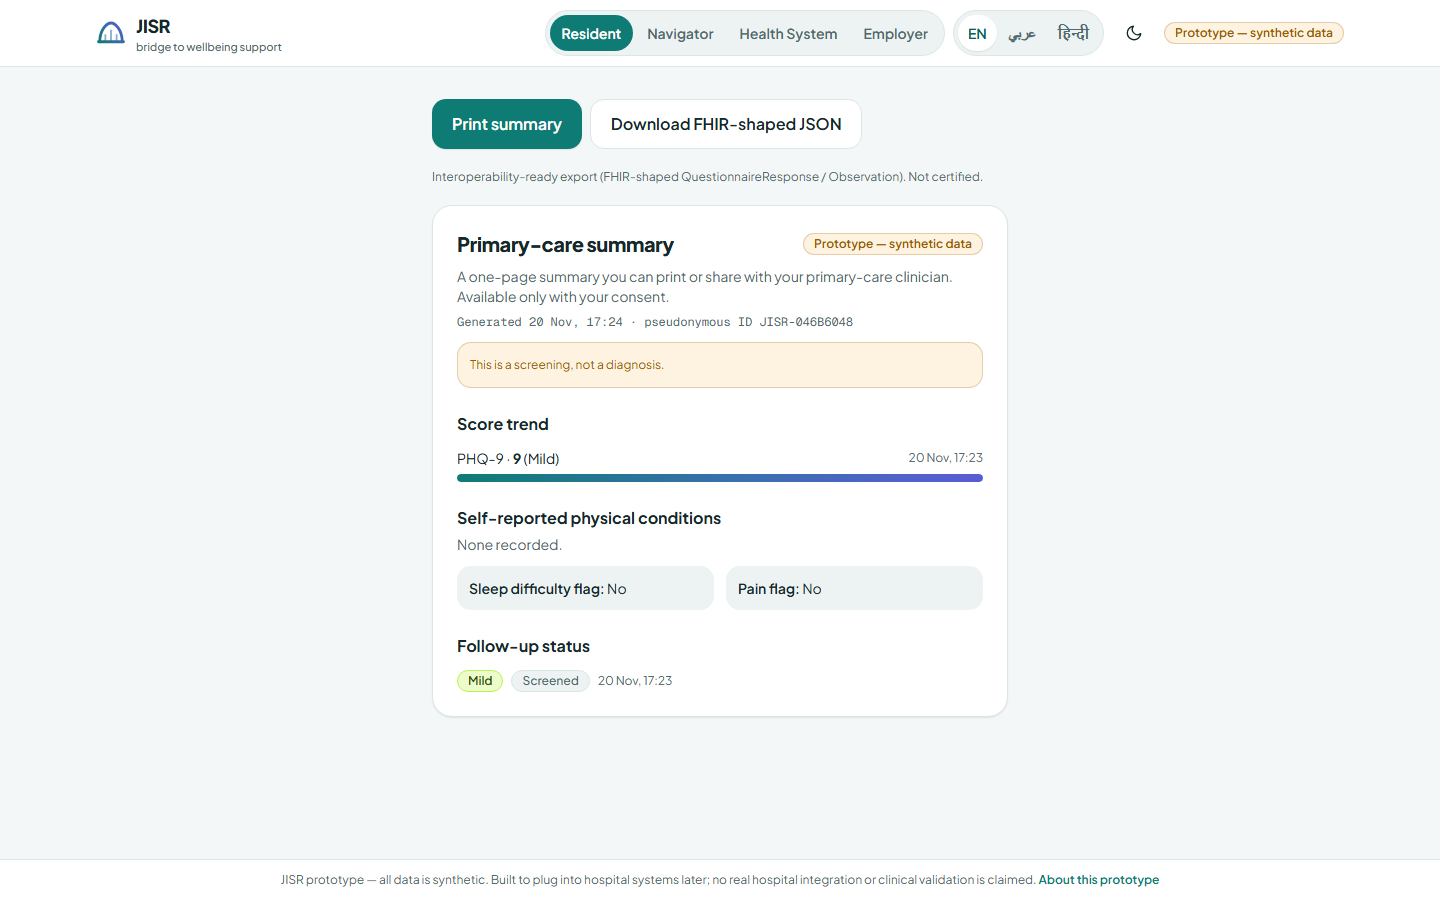 JISR
bridge to wellbeing support
Resident
Navigator
Health System
Employer
EN
عربي
हिन्दी
Prototype — synthetic data
Print summary
Download FHIR-shaped JSON
Interoperability-ready export (FHIR-shaped QuestionnaireResponse / Observation). Not certified.
Primary-care summary
Prototype — synthetic data
A one-page summary you can print or share with your primary-care clinician.
Available only with your consent.
Generated 20 Nov, 17:24 · pseudonymous ID JISR-046B6048
This is a screening, not a diagnosis.
Score trend
PHQ-9 · 9 (Mild)
20 Nov, 17:23
Self-reported physical conditions
None recorded.
Sleep difficulty flag: No
Pain flag: No
Follow-up status
Mild
Screened
20 Nov, 17:23
JISR prototype — all data is synthetic. Built to plug into hospital systems later; no real hospital integration or clinical validation is claimed. About this prototype